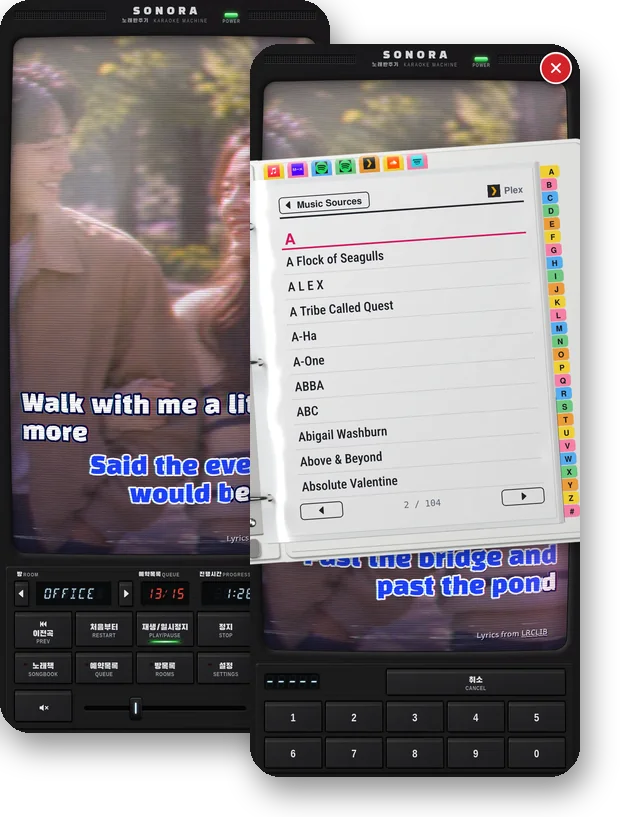 SONORA
노래반주기 KARAOKE MACHINE
POWER
Walk with me a lit
more
Said the eve
would be
Lyrics
방 ROOM
예약목록 QUEUE
진행시간 PROGRESS
OFFICE
13/15
1:26
이전곡
PREV
처음부터
RESTART
재생/일시정지
PLAY/PAUSE
정지
STOP
노래책
SONGBOOK
예약목록
QUEUE
방목록
ROOMS
설정
SETTINGS
SONORA
노래반주기 KARAOKE MACHINE
POWER
Music Sources
Plex
A
A Flock of Seagulls
A L E X
A Tribe Called Quest
A-Ha
A-One
ABBA
ABC
Abigail Washburn
Above & Beyond
Absolute Valentine
2 / 104
A
B
C
D
E
F
G
H
I
J
K
L
M
N
O
P
Q
R
S
T
U
V
W
X
Y
Z
#
Past the bridge and
past the pond
Lyrics from LRCLIB
-----
취소
CANCEL
1 2 3 4 5
6 7 8 9 0